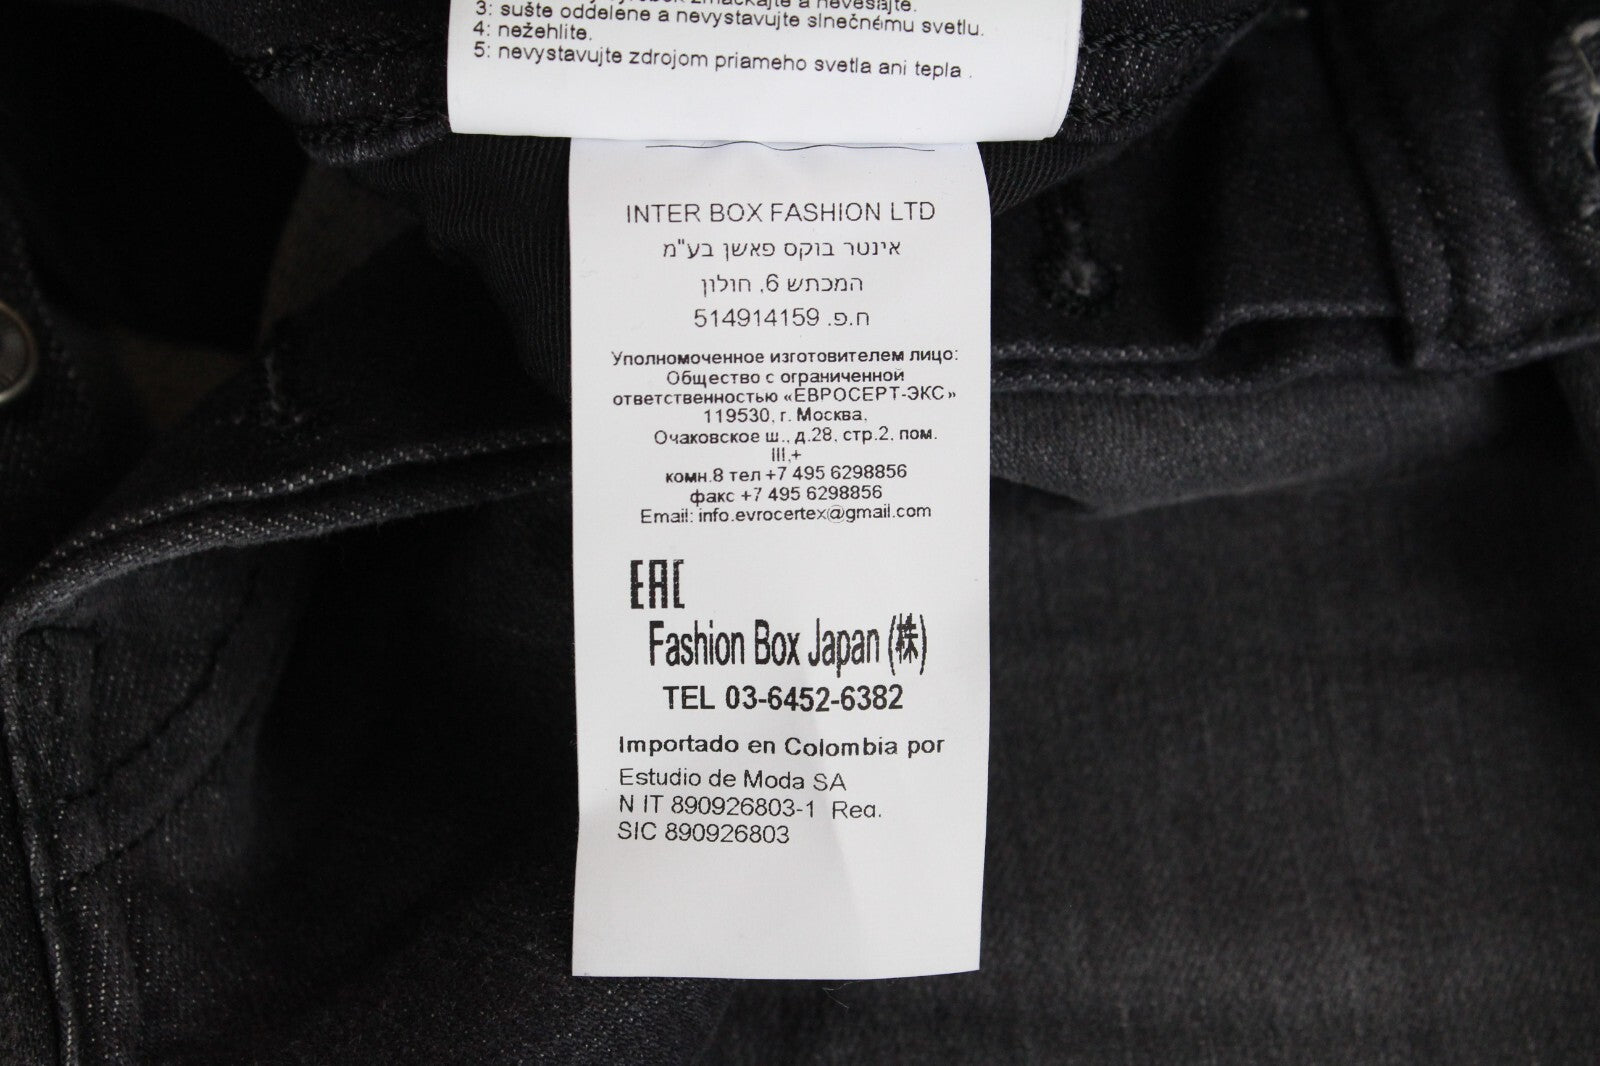 zmačkajte a nevešajte.
3: sušte oddelene a nevystavujte slnečnému svetlu.
4: nežehlite.
5: nevystavujte zdrojom priameho svetla ani tepla .
INTER BOX FASHION LTD
אינטר בוקס פאשן בע"מ
המכתש 6, חולון
ח.פ. 514914159
Уполномоченное изготовителем лицо:
Общество с ограниченной
ответственностью «ЕВРОСЕРТ-ЭКС»
119530, г. Москва,
Очаковское ш., д.28, стр.2, пом.
III,+
комн.8 тел +7 495 6298856
факс +7 495 6298856
Email: info.evrocertex@gmail.com
EAC
Fashion Box Japan (株)
TEL 03-6452-6382
Importado en Colombia por
Estudio de Moda SA
N IT 890926803-1 Reg.
SIC 890926803